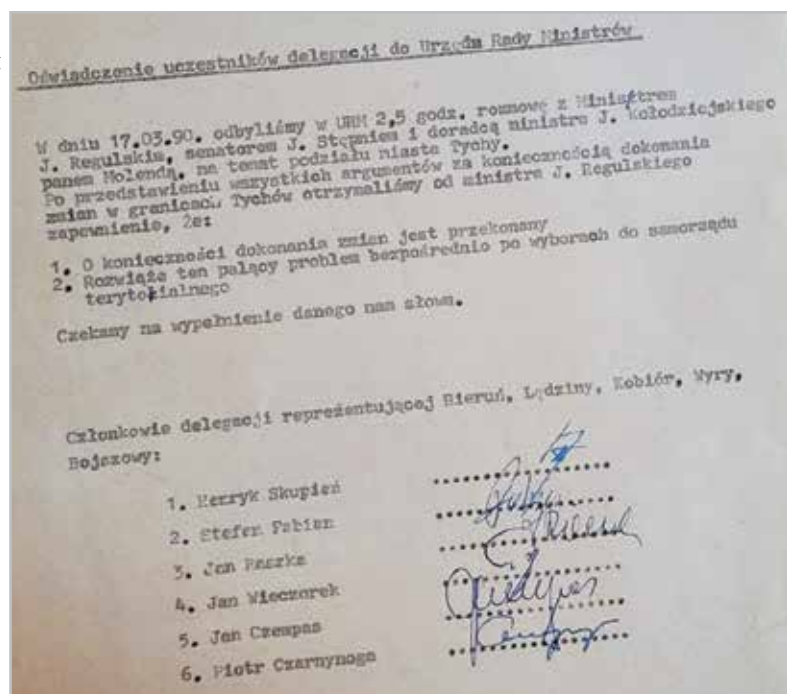 Oświadczenie uczestników delegacji do Urzędu Rady Ministrów
W dniu 17.03.90. odbyliśmy w URM 2,5 godz. rozmowę z Ministrem
J. Regulskim, senatorem J. Stępniem i doradcą ministra J. Kołodziejskiego
panem Molendą, na temat podziału miasta Tychy.
Po przedstawieniu wszystkich argumentów za koniecznością dokonania
zmian w granicach Tychów otrzymaliśmy od ministra J. Regulskiego
zapewnienie, że:
1. O konieczności dokonania zmian jest przekonany
2. Rozwiąże ten palący problem bezpośrednio po wyborach do samorządu
terytorialnego
Czekamy na wypełnienie danego nam słowa.
Członkowie delegacji reprezentującej Bieruń, Lędziny, Kobiór, Wyry,
Bojszowy:
1. Henryk Skupień
2. Stefan Fabian
3. Jan
4. Jan Wieczorek
5. Jan Czempas
6. Piotr Czarnynoga